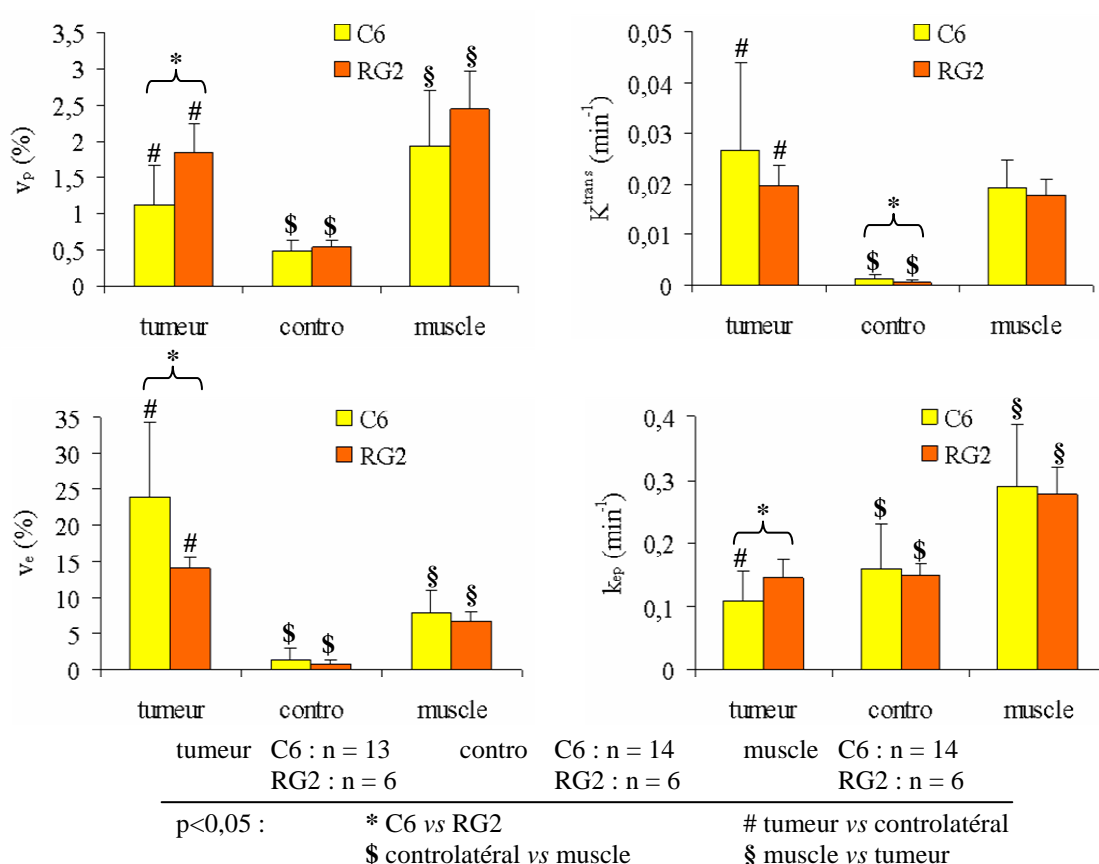 C6
RG2
v_p (%)
3,5
3
2,5
2
1,5
1
0,5
0
*
# #
$ $
§ §
tumeur contro muscle
C6
RG2
K^trans (min^-1)
0,05
0,04
0,03
0,02
0,01
0
# #
*
$ $
tumeur contro muscle
C6
RG2
v_e (%)
35
30
25
20
15
10
5
0
*
# #
$ $
§ §
tumeur contro muscle
C6
RG2
k_ep (min^-1)
0,4
0,3
0,2
0,1
0
*
#
$ $
§ §
tumeur contro muscle
tumeur C6 : n = 13 contro C6 : n = 14 muscle C6 : n = 14
RG2 : n = 6 RG2 : n = 6 RG2 : n = 6
p<0,05 : * C6 vs RG2 # tumeur vs controlatéral
$ controlatéral vs muscle § muscle vs tumeur